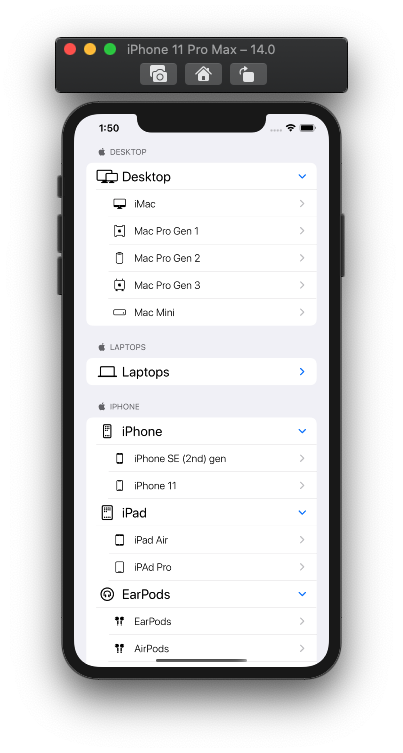 iPhone 11 Pro Max – 14.0
1:50
DESKTOP
Desktop
iMac
Mac Pro Gen 1
Mac Pro Gen 2
Mac Pro Gen 3
Mac Mini
LAPTOPS
Laptops
IPHONE
iPhone
iPhone SE (2nd) gen
iPhone 11
iPad
iPad Air
iPAd Pro
EarPods
EarPods
AirPods